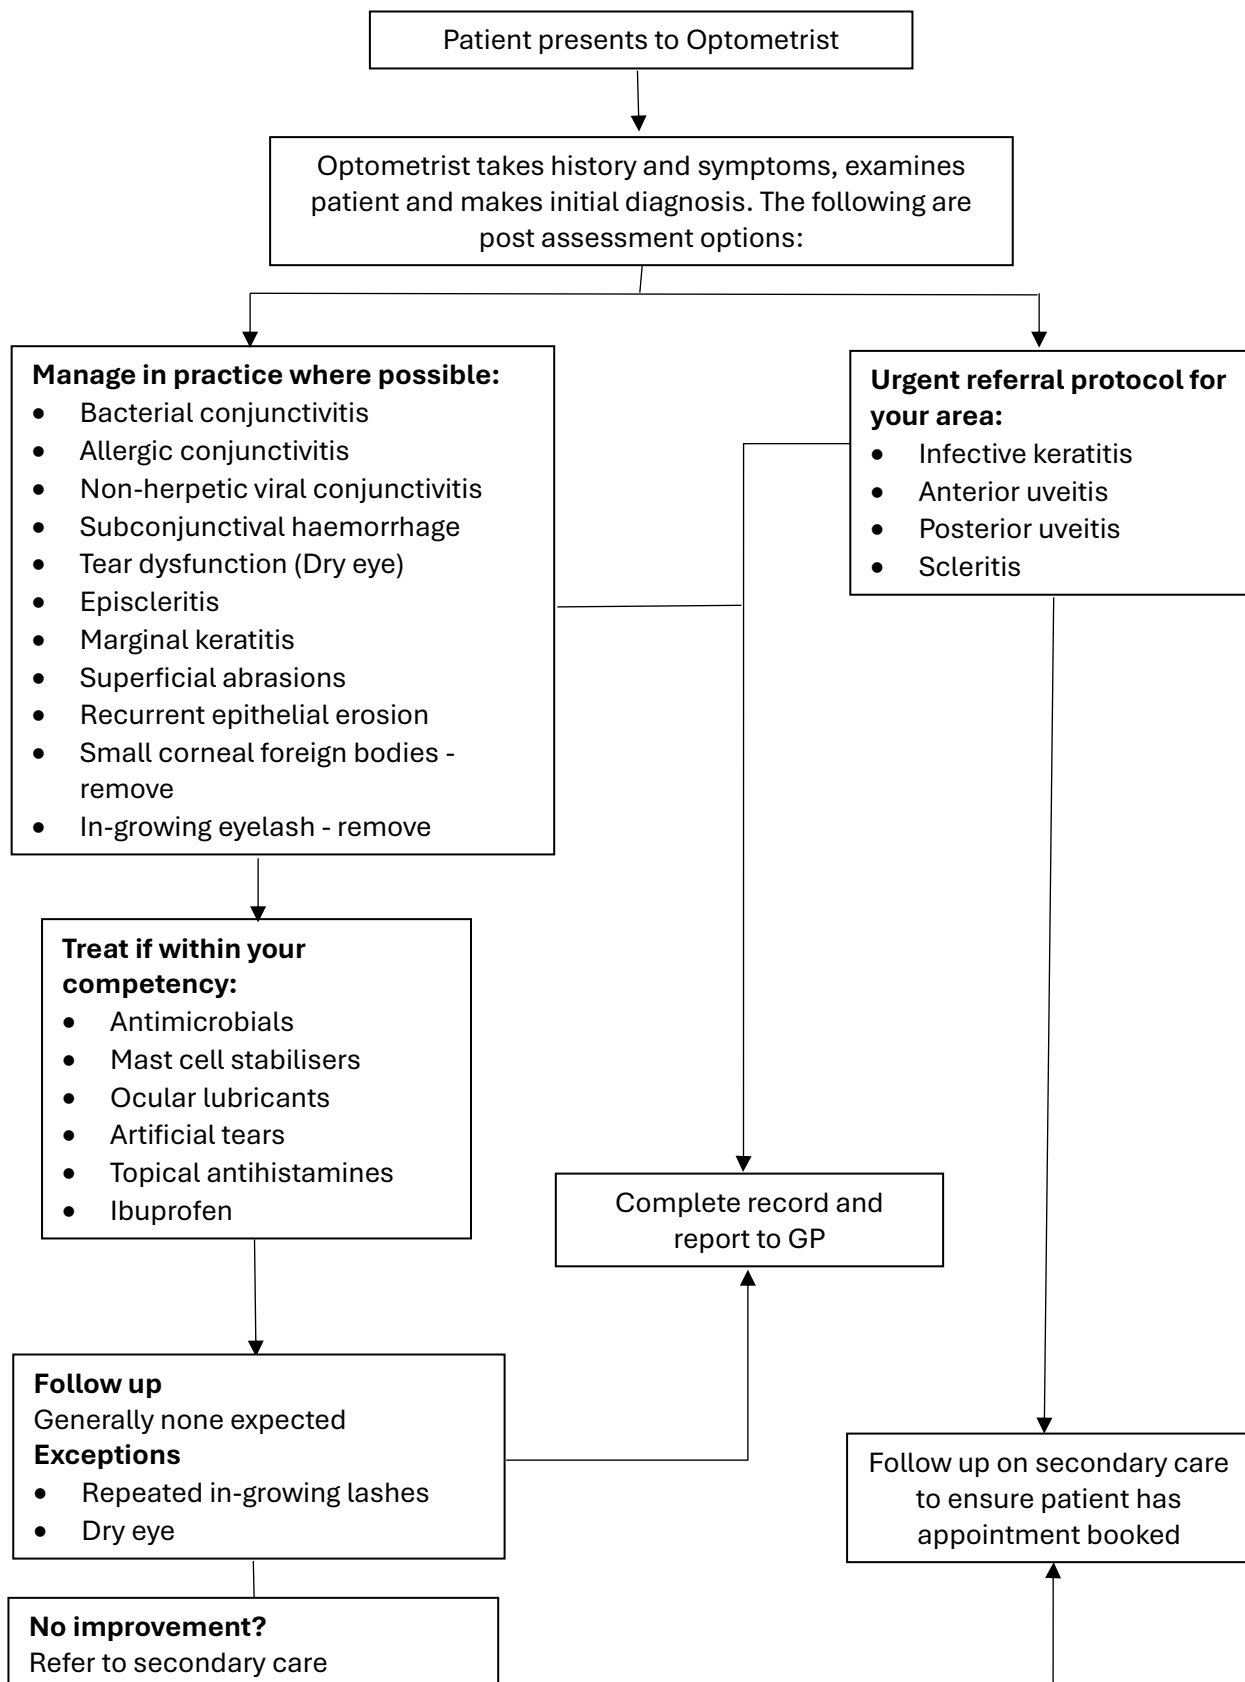 Patient presents to Optometrist
Optometrist takes history and symptoms, examines
patient and makes initial diagnosis. The following are
post assessment options:
Manage in practice where possible:
• Bacterial conjunctivitis
• Allergic conjunctivitis
• Non-herpetic viral conjunctivitis
• Subconjunctival haemorrhage
• Tear dysfunction (Dry eye)
• Episcleritis
• Marginal keratitis
• Superficial abrasions
• Recurrent epithelial erosion
• Small corneal foreign bodies -
remove
• In-growing eyelash - remove
Urgent referral protocol for
your area:
• Infective keratitis
• Anterior uveitis
• Posterior uveitis
• Scleritis
Treat if within your
competency:
• Antimicrobials
• Mast cell stabilisers
• Ocular lubricants
• Artificial tears
• Topical antihistamines
• Ibuprofen
Complete record and
report to GP
Follow up
Generally none expected
Exceptions
• Repeated in-growing lashes
• Dry eye
Follow up on secondary care
to ensure patient has
appointment booked
No improvement?
Refer to secondary care